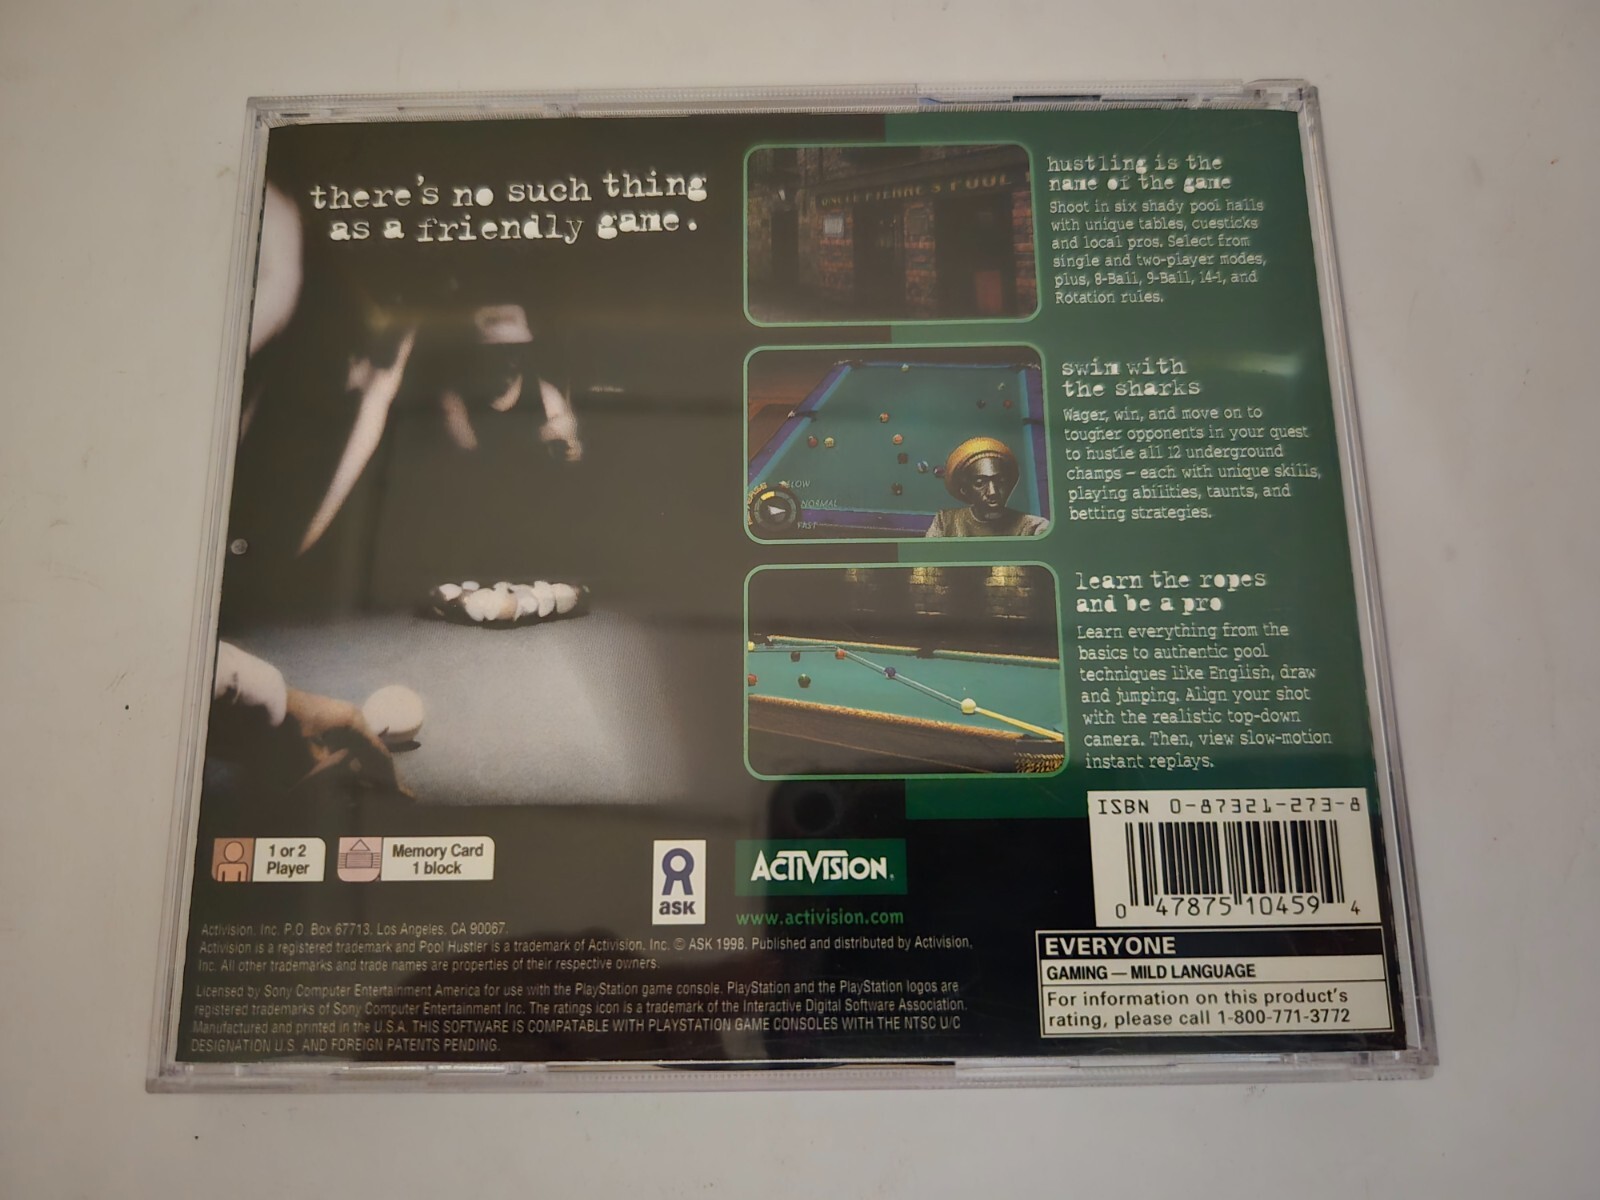 there's no such thing
as a friendly game.
UNCLE PIERRE'S POOL
hustling is the
name of the game
Shoot in six shady pool halls
with unique tables, cuesticks
and local pros. Select from
single and two-player modes,
plus, 8-Ball, 9-Ball, 14-1, and
Rotation rules.
SLOW
NORMAL
FAST
swim with
the sharks
Wager, win, and move on to
tougher opponents in your quest
to hustle all 12 underground
champs – each with unique skills,
playing abilities, taunts, and
betting strategies.
learn the ropes
and be a pro
Learn everything from the
basics to authentic pool
techniques like English, draw
and jumping. Align your shot
with the realistic top-down
camera. Then, view slow-motion
instant replays.
1 or 2
Player
Memory Card
1 block
ask
ACTIVISION.
www.activision.com
ISBN 0-87321-273-8
0 47875 10459 4
Activision, Inc. P.O. Box 67713, Los Angeles, CA 90067.
Activision is a registered trademark and Pool Hustler is a trademark of Activision, Inc. © ASK 1998. Published and distributed by Activision,
Inc. All other trademarks and trade names are properties of their respective owners.
Licensed by Sony Computer Entertainment America for use with the PlayStation game console. PlayStation and the PlayStation logos are
registered trademarks of Sony Computer Entertainment Inc. The ratings icon is a trademark of the Interactive Digital Software Association.
Manufactured and printed in the U.S.A. THIS SOFTWARE IS COMPATABLE WITH PLAYSTATION GAME CONSOLES WITH THE NTSC U/C
DESIGNATION U.S. AND FOREIGN PATENTS PENDING.
EVERYONE
GAMING — MILD LANGUAGE
For information on this product's
rating, please call 1-800-771-3772